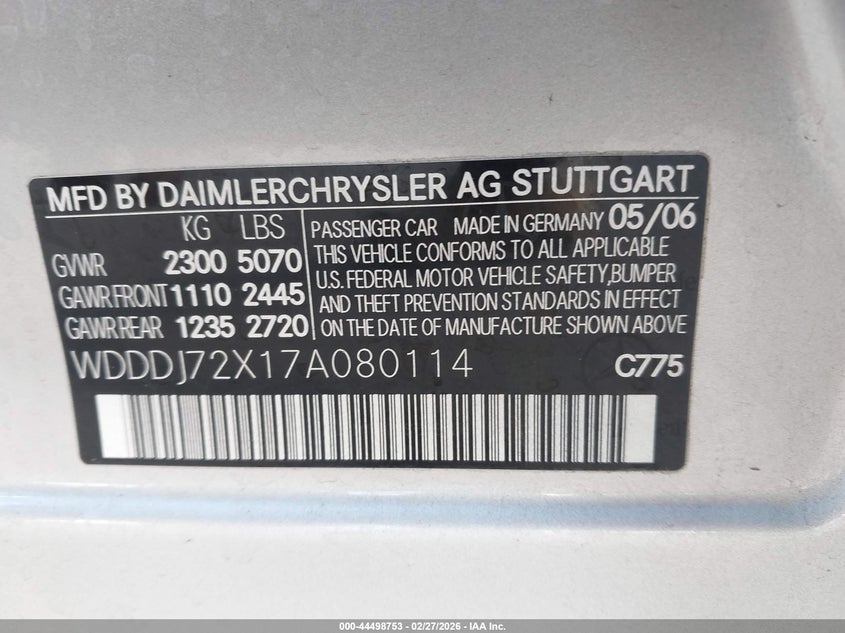 MFD BY DAIMLERCHRYSLER AG STUTTGART
KG LBS
GVWR 2300 5070
GAWR FRONT 1110 2445
GAWR REAR 1235 2720
PASSENGER CAR MADE IN GERMANY 05/06
THIS VEHICLE CONFORMS TO ALL APPLICABLE
U.S. FEDERAL MOTOR VEHICLE SAFETY,BUMPER
AND THEFT PREVENTION STANDARDS IN EFFECT
ON THE DATE OF MANUFACTURE SHOWN ABOVE
WDDDJ72X17A080114 C775
000-44498753 – 02/27/2026 – IAA Inc.